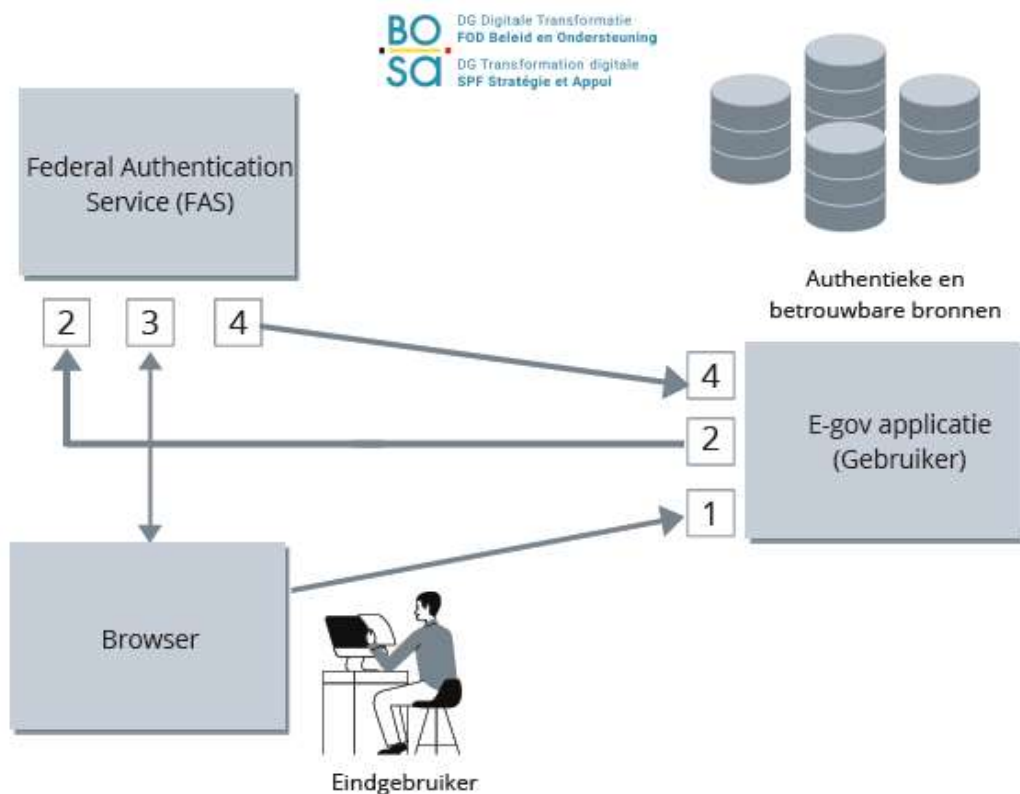 BO
sa
DG Digitale Transformatie
FOD Beleid en Ondersteuning
DG Transformation digitale
SPF Stratégie et Appui
Federal Authentication
Service (FAS)
Authentieke en
betrouwbare bronnen
2
3
4
4
2
1
E-gov applicatie
(Gebruiker)
Browser
Eindgebruiker